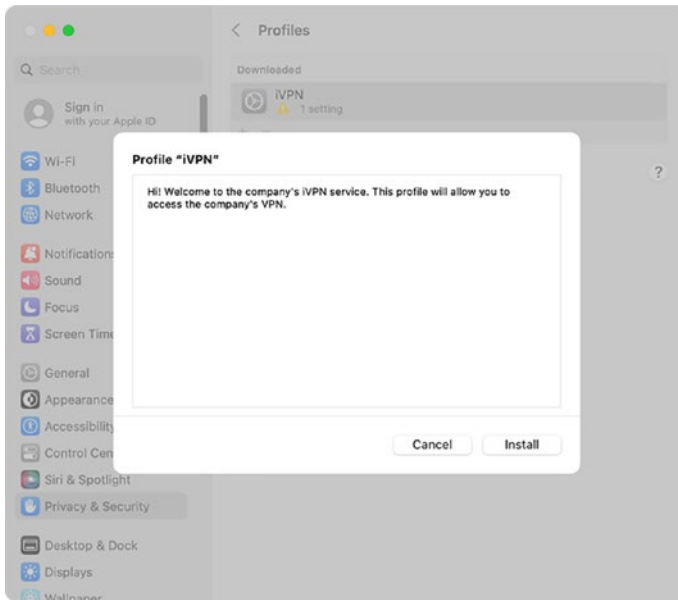 Profiles
Search
Downloaded
iVPN
1 setting
Sign in
with your Apple ID
Wi-Fi
Bluetooth
Network
Notifications
Sound
Focus
Screen Time
General
Appearance
Accessibility
Control Cen
Siri & Spotlight
Privacy & Security
Desktop & Dock
Displays
Wallpaper
?
Profile "iVPN"
Hi! Welcome to the company's iVPN service. This profile will allow you to
access the company's VPN.
Cancel
Install